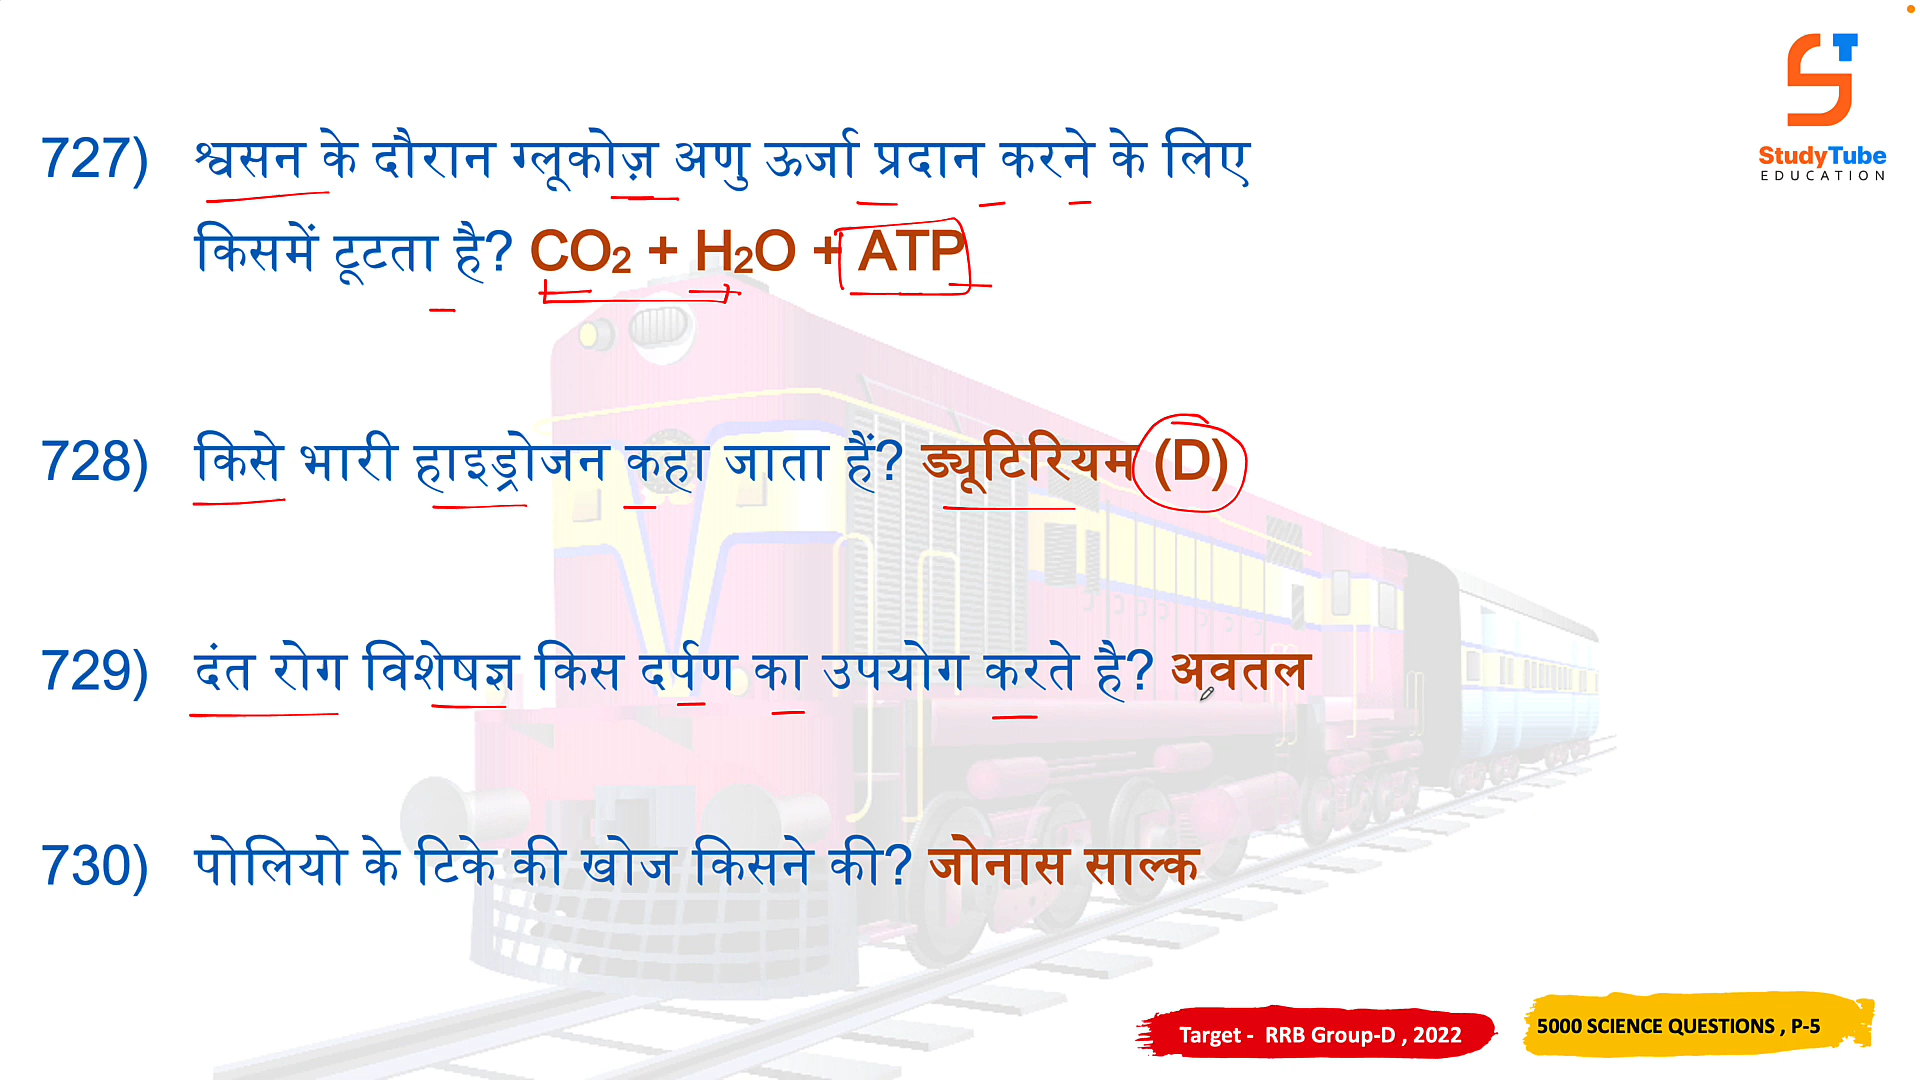 StudyTube
EDUCATION
727) श्वसन के दौरान ग्लूकोज़ अणु ऊर्जा प्रदान करने के लिए
किसमें टूटता है? CO₂ + H₂O + ATP
728) किसे भारी हाइड्रोजन कहा जाता हैं? ड्यूटिरियम (D)
729) दंत रोग विशेषज्ञ किस दर्पण का उपयोग करते है? अवतल
730) पोलियो के टिके की खोज किसने की? जोनास साल्क
Target - RRB Group-D , 2022
5000 SCIENCE QUESTIONS , P-5